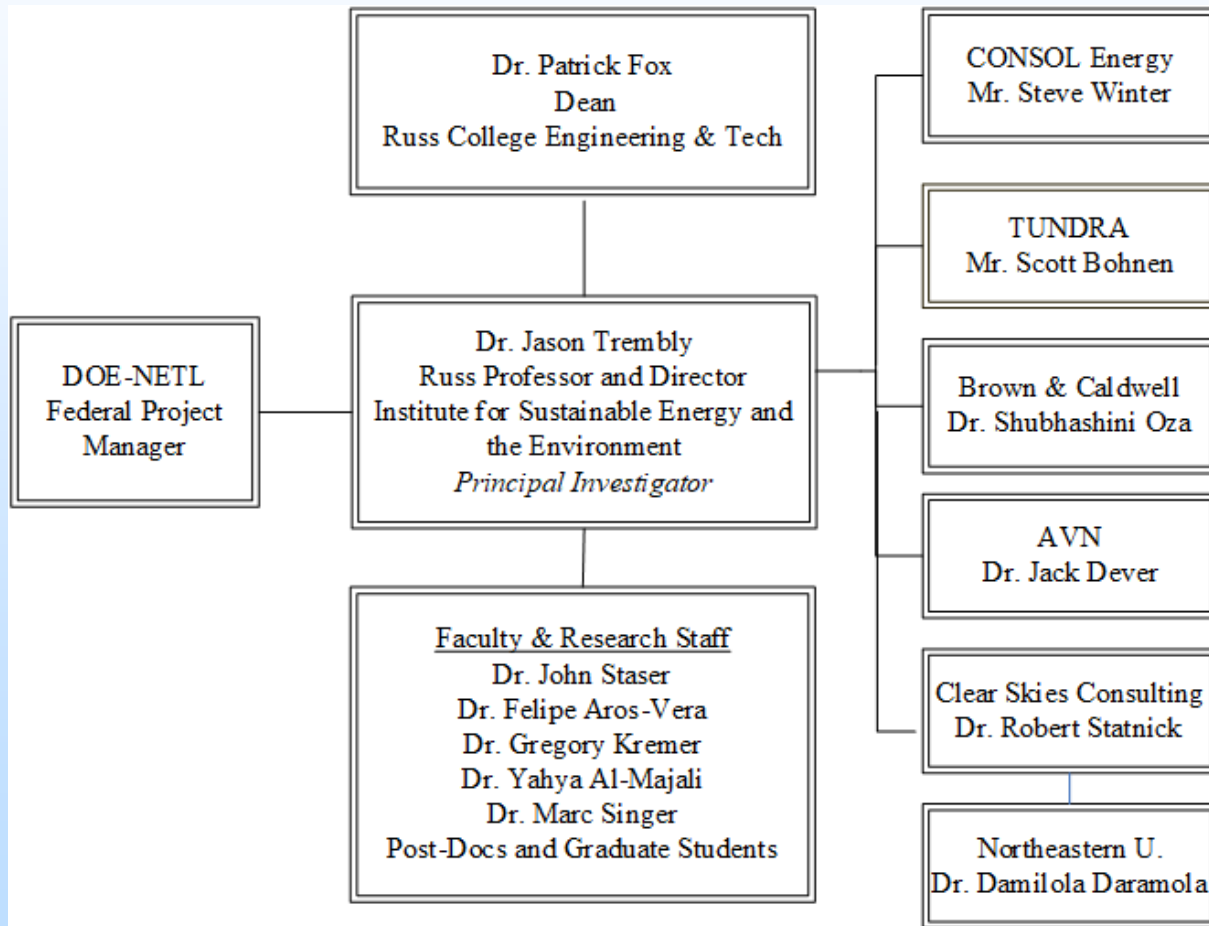 Dr. Patrick Fox
Dean
Russ College Engineering & Tech
DOE-NETL
Federal Project
Manager
Dr. Jason Trembly
Russ Professor and Director
Institute for Sustainable Energy and
the Environment
Principal Investigator
Faculty & Research Staff
Dr. John Staser
Dr. Felipe Aros-Vera
Dr. Gregory Kremer
Dr. Yahya Al-Majali
Dr. Marc Singer
Post-Docs and Graduate Students
CONSOL Energy
Mr. Steve Winter
TUNDRA
Mr. Scott Bohnen
Brown & Caldwell
Dr. Shubhashini Oza
AVN
Dr. Jack Dever
Clear Skies Consulting
Dr. Robert Statnick
Northeastern U.
Dr. Damilola Daramola